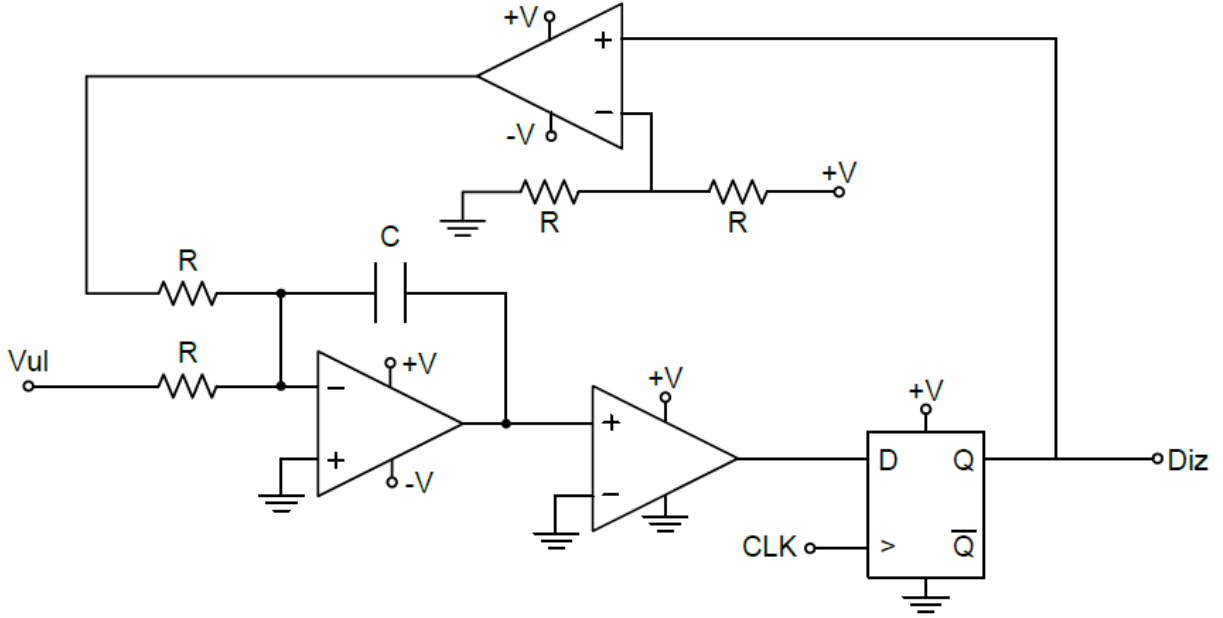 +V
+
−
-V
+V
R
R
C
R
R
Vul
+V
−
+
-V
+V
+
−
+V
D
Q
Diz
CLK
>
Q̅